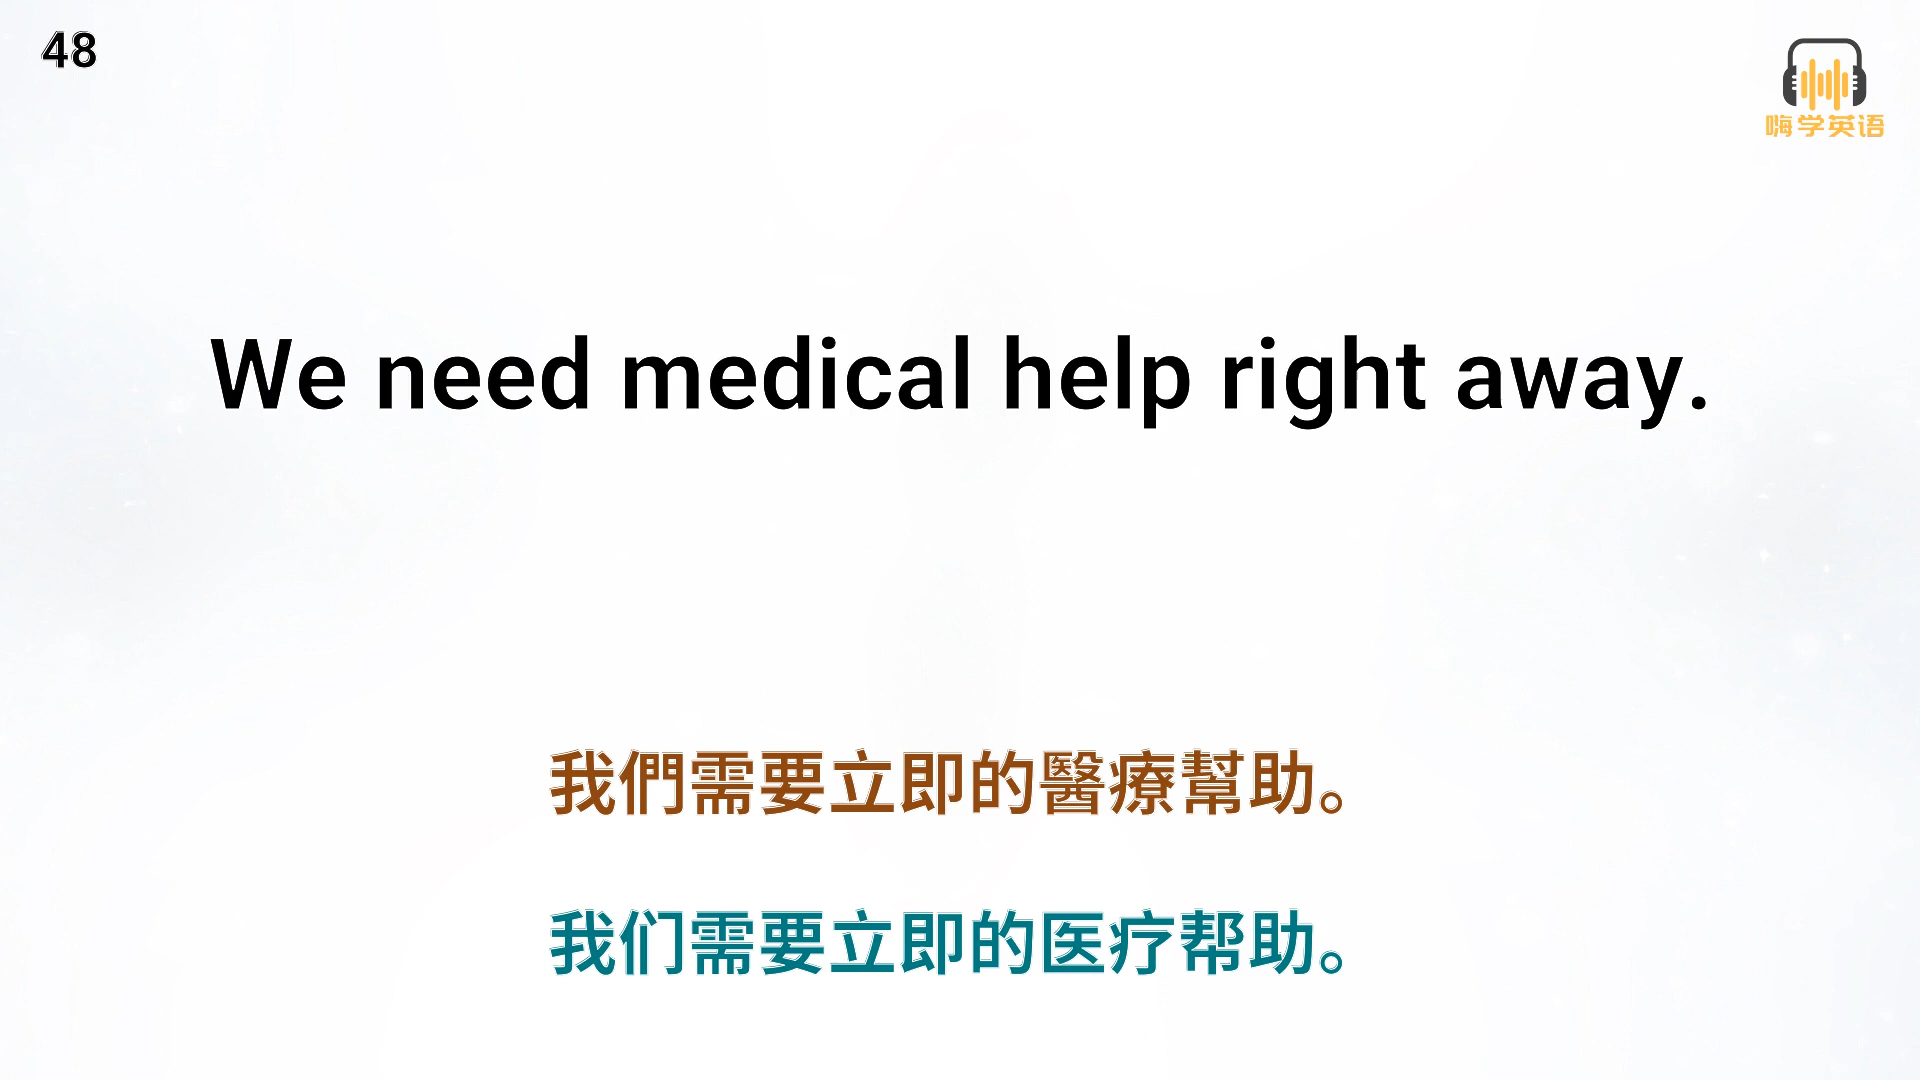 48
嗨学英语
We need medical help right away.
我們需要立即的醫療幫助。
我们需要立即的医疗帮助。